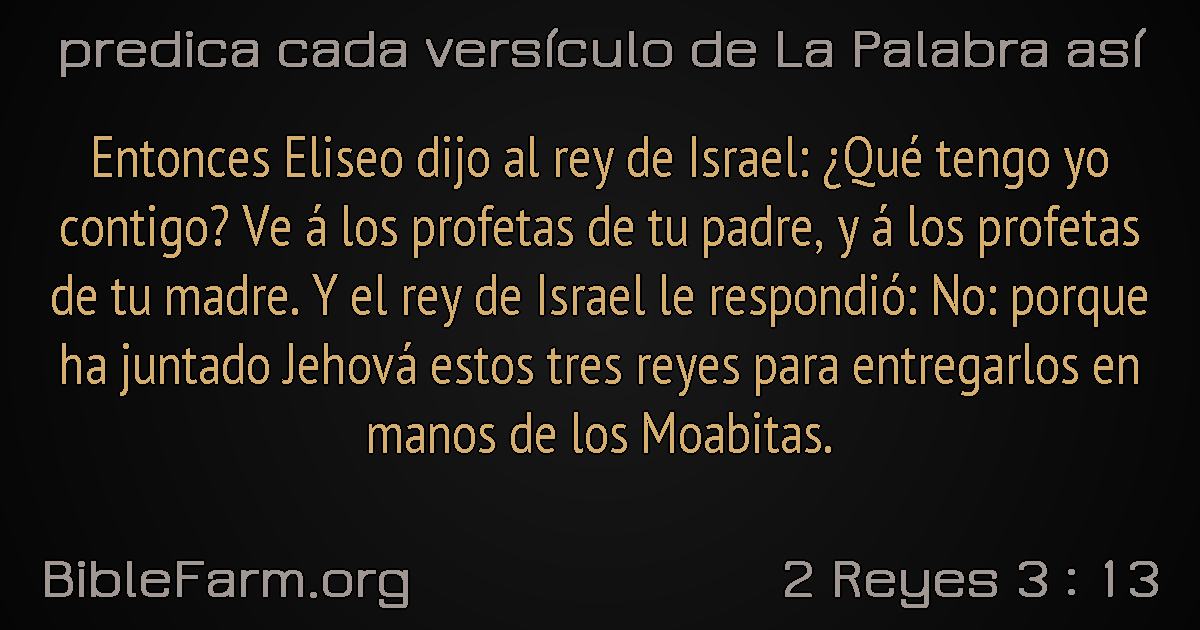 predica cada versículo de La Palabra así
Entonces Eliseo dijo al rey de Israel: ¿Qué tengo yo
contigo? Ve á los profetas de tu padre, y á los profetas
de tu madre. Y el rey de Israel le respondió: No: porque
ha juntado Jehová estos tres reyes para entregarlos en
manos de los Moabitas.
BibleFarm.org
2 Reyes 3 : 13